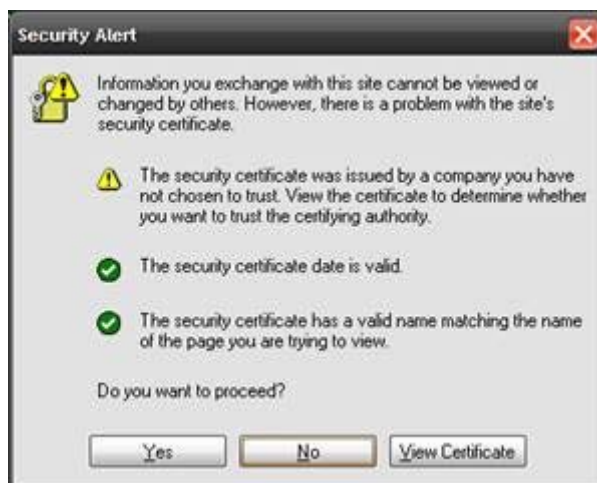 Security Alert
Information you exchange with this site cannot be viewed or
changed by others. However, there is a problem with the site's
security certificate.
The security certificate was issued by a company you have
not chosen to trust. View the certificate to determine whether
you want to trust the certifying authority.
The security certificate date is valid.
The security certificate has a valid name matching the name
of the page you are trying to view.
Do you want to proceed?
Yes No View Certificate